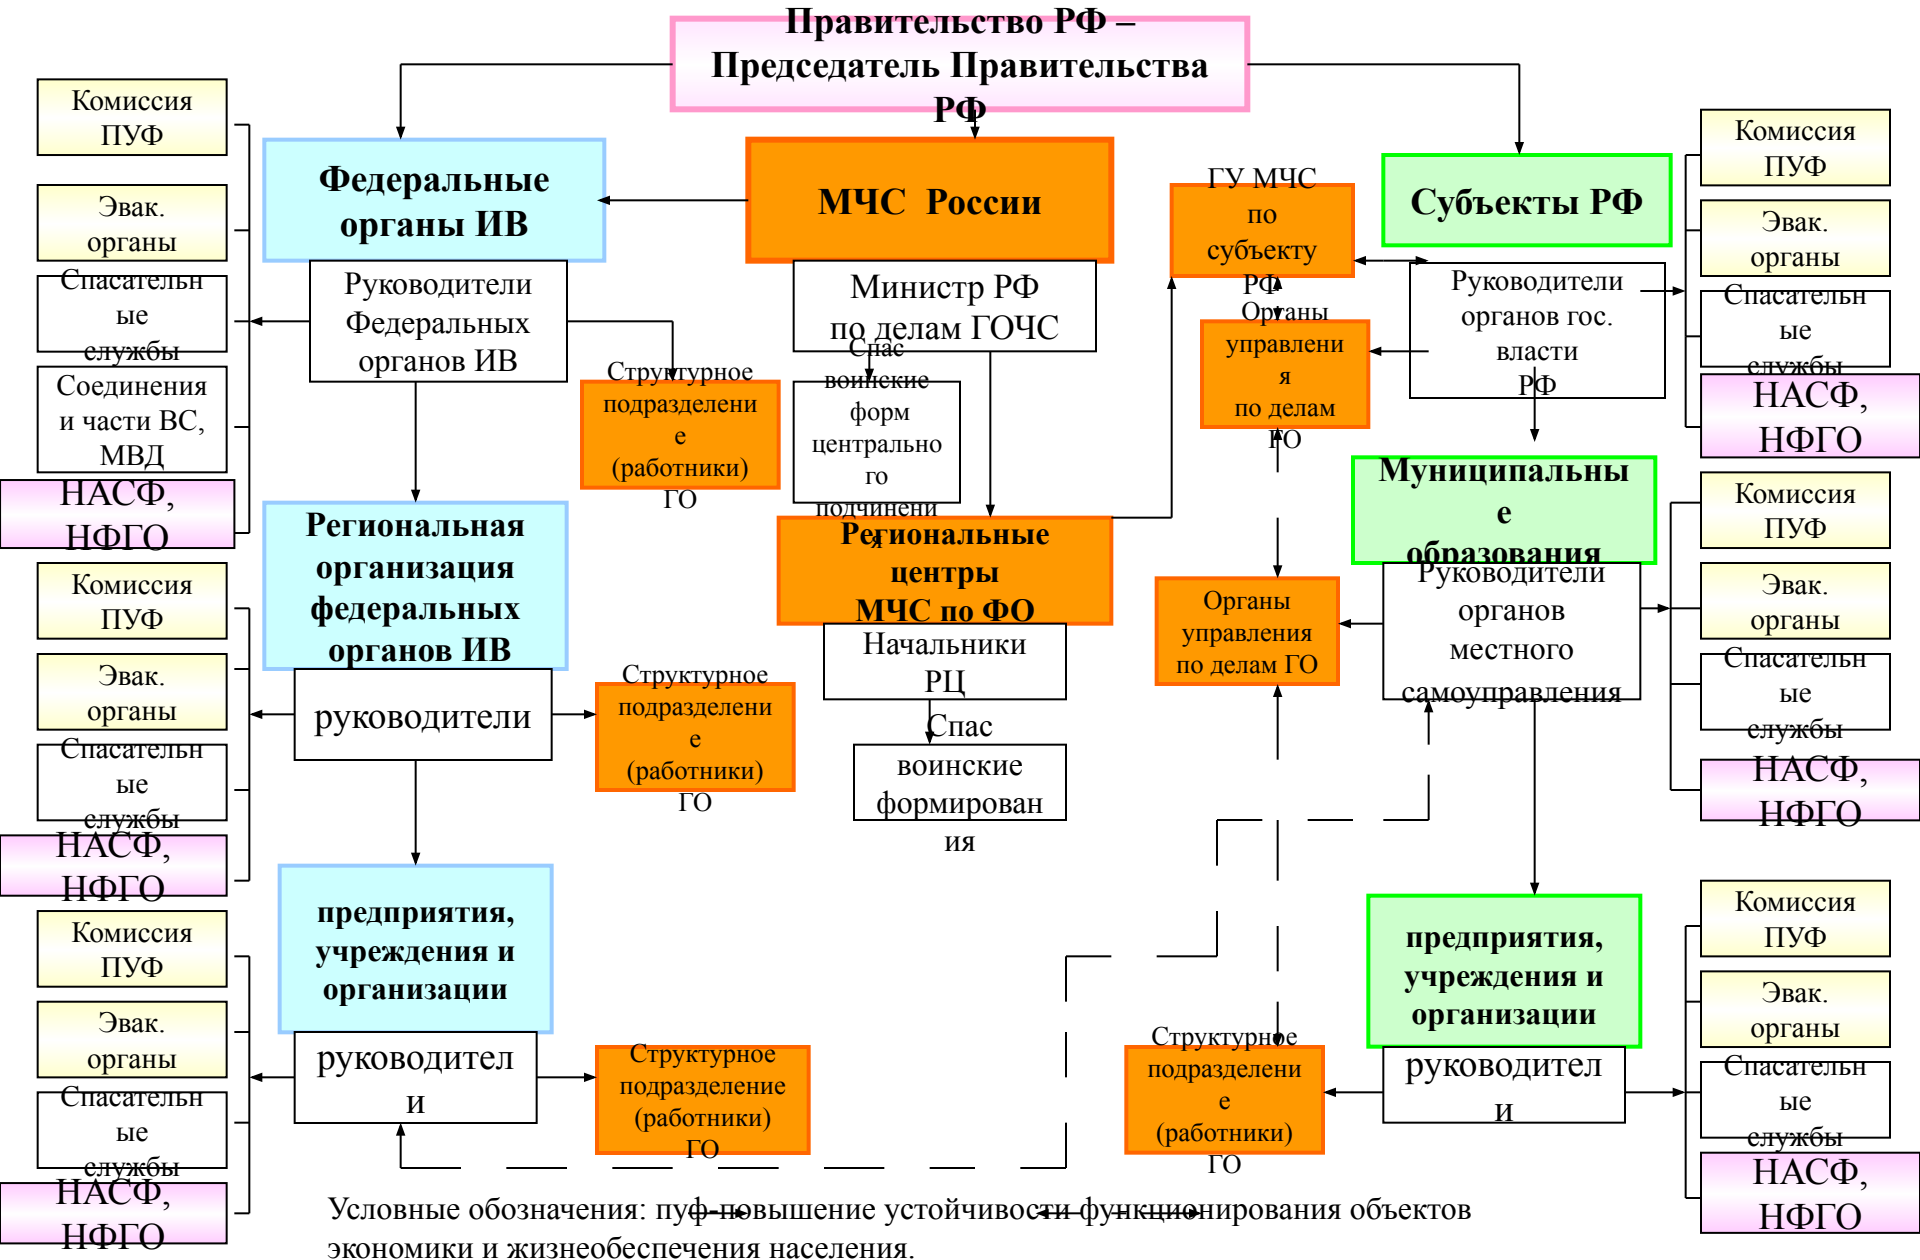 Правительство РФ –
Председатель Правительства
РФ
Комиссия
ПУФ
Эвак.
органы
Спасательн
ые
службы
Соединения
и части ВС,
МВД
НАСФ,
НФГО
Федеральные
органы ИВ
Руководители
Федеральных
органов ИВ
Структурное
подразделени
е
(работники)
ГО
МЧС России
Министр РФ
по делам ГОЧС
Спас
воинские
форм
центрально
го
подчинени
я
Региональные
центры
МЧС по ФО
Начальники
РЦ
Спас
воинские
формирован
ия
ГУ МЧС
по
субъекту
РФ
Органы
управлени
я
по делам
ГО
Субъекты РФ
Руководители
органов гос.
власти
РФ
Комиссия
ПУФ
Эвак.
органы
Спасательн
ые
службы
НАСФ,
НФГО
Региональная
организация
федеральных
органов ИВ
руководители
Комиссия
ПУФ
Эвак.
органы
Спасательн
ые
службы
НАСФ,
НФГО
Структурное
подразделени
е
(работники)
ГО
Муниципальны
е
образования
Руководители
органов
местного
самоуправления
Органы
управления
по делам ГО
Комиссия
ПУФ
Эвак.
органы
Спасательн
ые
службы
НАСФ,
НФГО
предприятия,
учреждения и
организации
руководител
и
Комиссия
ПУФ
Эвак.
органы
Спасательн
ые
службы
НАСФ,
НФГО
Структурное
подразделение
(работники)
ГО
предприятия,
учреждения и
организации
руководител
и
Структурное
подразделени
е
(работники)
ГО
Комиссия
ПУФ
Эвак.
органы
Спасательн
ые
службы
НАСФ,
НФГО
Условные обозначения: пуф-повышение устойчивости функционирования объектов
экономики и жизнеобеспечения населения.